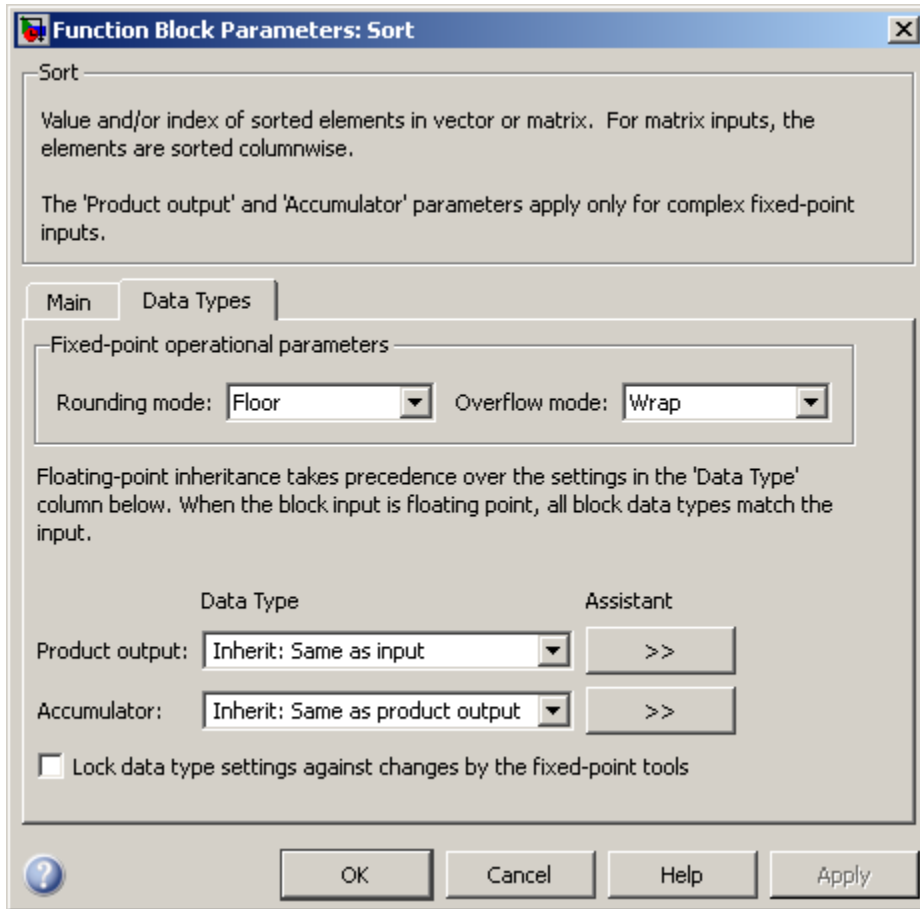 Function Block Parameters: Sort
Sort
Value and/or index of sorted elements in vector or matrix.  For matrix inputs, the
elements are sorted columnwise.
The 'Product output' and 'Accumulator' parameters apply only for complex fixed-point
inputs.
Main Data Types
Fixed-point operational parameters
Rounding mode: Floor Overflow mode: Wrap
Floating-point inheritance takes precedence over the settings in the 'Data Type'
column below. When the block input is floating point, all block data types match the
input.
Data Type Assistant
Product output: Inherit: Same as input >>
Accumulator: Inherit: Same as product output >>
Lock data type settings against changes by the fixed-point tools
? OK Cancel Help Apply